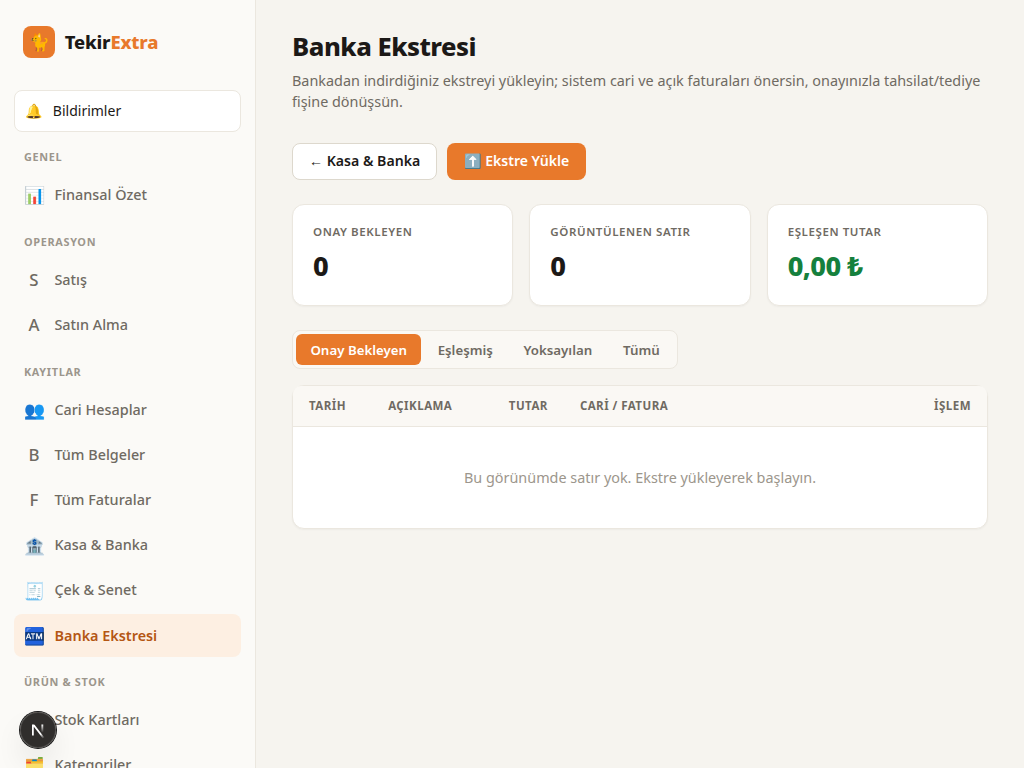 TekirExtra
Bildirimler
GENEL
Finansal Özet
OPERASYON
S Satış
A Satın Alma
KAYITLAR
Cari Hesaplar
B Tüm Belgeler
F Tüm Faturalar
Kasa & Banka
Çek & Senet
ATM Banka Ekstresi
ÜRÜN & STOK
N Stok Kartları
Kategoriler
Banka Ekstresi
Bankadan indirdiğiniz ekstreyi yükleyin; sistem cari ve açık faturaları önersin, onayınızla tahsilat/tediye
fişine dönüşsün.
← Kasa & Banka
Ekstre Yükle
ONAY BEKLEYEN
0
GÖRÜNTÜLENEN SATIR
0
EŞLEŞEN TUTAR
0,00 ₺
Onay Bekleyen Eşleşmiş Yoksayılan Tümü
TARİH AÇIKLAMA TUTAR CARİ / FATURA İŞLEM
Bu görünümde satır yok. Ekstre yükleyerek başlayın.